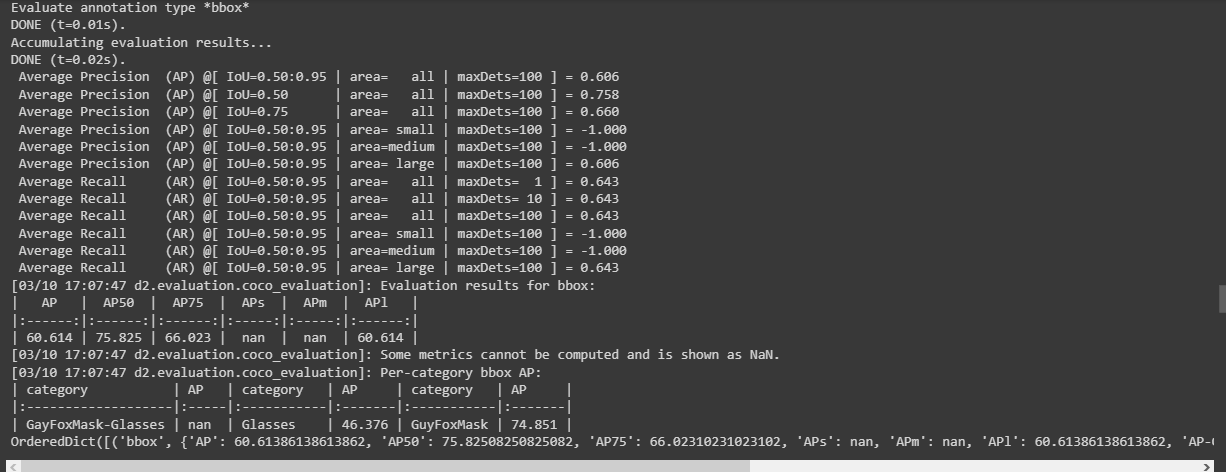 Evaluate annotation type *bbox*
DONE (t=0.01s).
Accumulating evaluation results...
DONE (t=0.02s).
 Average Precision  (AP) @[ IoU=0.50:0.95 | area=   all | maxDets=100 ] = 0.606
 Average Precision  (AP) @[ IoU=0.50      | area=   all | maxDets=100 ] = 0.758
 Average Precision  (AP) @[ IoU=0.75      | area=   all | maxDets=100 ] = 0.660
 Average Precision  (AP) @[ IoU=0.50:0.95 | area= small | maxDets=100 ] = -1.000
 Average Precision  (AP) @[ IoU=0.50:0.95 | area=medium | maxDets=100 ] = -1.000
 Average Precision  (AP) @[ IoU=0.50:0.95 | area= large | maxDets=100 ] = 0.606
 Average Recall     (AR) @[ IoU=0.50:0.95 | area=   all | maxDets=  1 ] = 0.643
 Average Recall     (AR) @[ IoU=0.50:0.95 | area=   all | maxDets= 10 ] = 0.643
 Average Recall     (AR) @[ IoU=0.50:0.95 | area=   all | maxDets=100 ] = 0.643
 Average Recall     (AR) @[ IoU=0.50:0.95 | area= small | maxDets=100 ] = -1.000
 Average Recall     (AR) @[ IoU=0.50:0.95 | area=medium | maxDets=100 ] = -1.000
 Average Recall     (AR) @[ IoU=0.50:0.95 | area= large | maxDets=100 ] = 0.643
[03/10 17:07:47 d2.evaluation.coco_evaluation]: Evaluation results for bbox:
|   AP   |  AP50  |  AP75  |  APs  |  APm  |  APl   |
|:------:|:------:|:------:|:-----:|:-----:|:------:|
| 60.614 | 75.825 | 66.023 |  nan  |  nan  | 60.614 |
[03/10 17:07:47 d2.evaluation.coco_evaluation]: Some metrics cannot be computed and is shown as NaN.
[03/10 17:07:47 d2.evaluation.coco_evaluation]: Per-category bbox AP:
| category           | AP   | category   | AP     | category   | AP     |
|:-------------------|:-----|:-----------|:-------|:-----------|:-------|
| GayFoxMask-Glasses | nan  | Glasses    | 46.376 | GuyFoxMask | 74.851 |
OrderedDict([('bbox', {'AP': 60.61386138613862, 'AP50': 75.82508250825082, 'AP75': 66.02310231023102, 'APs': nan, 'APm': nan, 'APl': 60.61386138613862, 'AP-